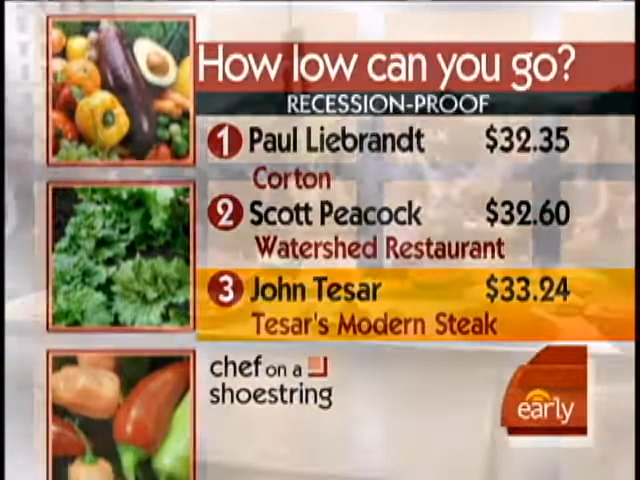 How low can you go?
RECESSION-PROOF
1 Paul Liebrandt $32.35
Corton
2 Scott Peacock $32.60
Watershed Restaurant
3 John Tesar $33.24
Tesar's Modern Steak
chef on a
shoestring
early